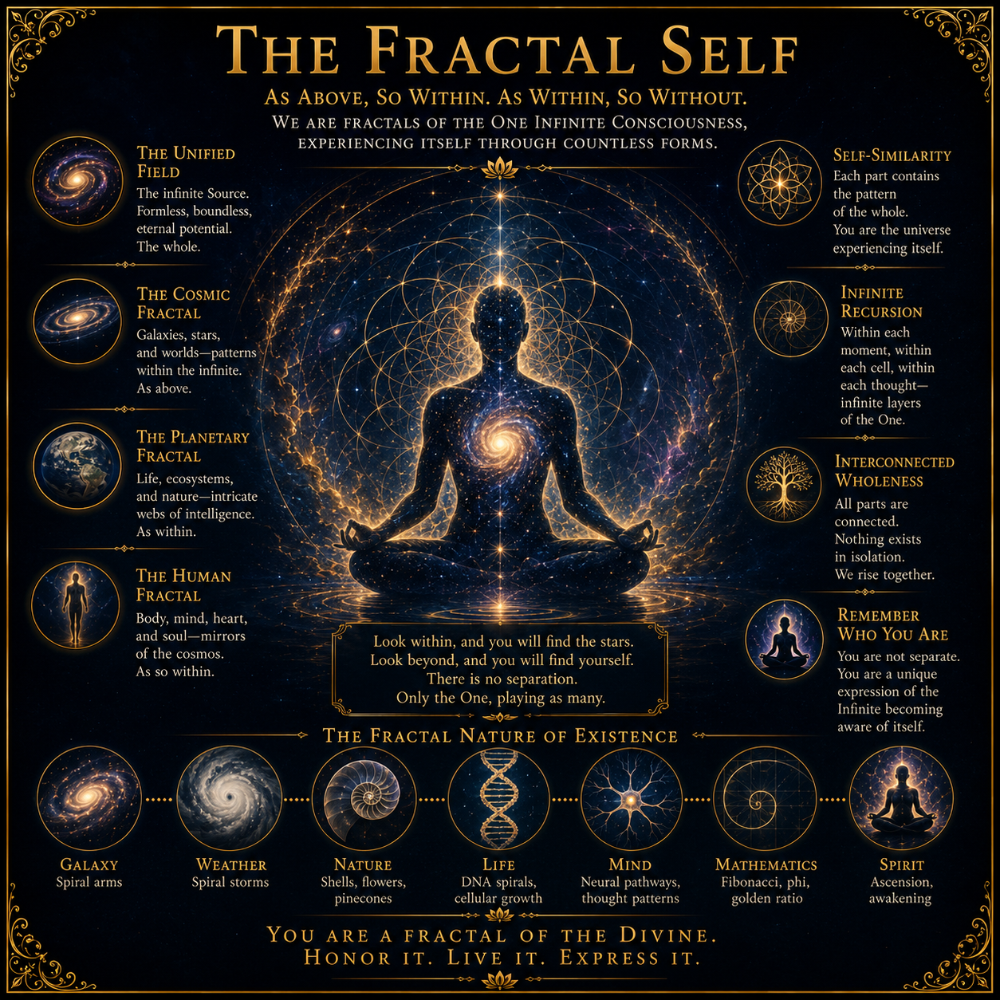 THE FRACTAL SELF
AS ABOVE, SO WITHIN. AS WITHIN, SO WITHOUT.
WE ARE FRACTALS OF THE ONE INFINITE CONSCIOUSNESS,
EXPERIENCING ITSELF THROUGH COUNTLESS FORMS.
THE UNIFIED
FIELD
The infinite Source.
Formless, boundless,
eternal potential.
The whole.
THE COSMIC
FRACTAL
Galaxies, stars,
and worlds—patterns
within the infinite.
As above.
THE PLANETARY
FRACTAL
Life, ecosystems,
and nature—intricate
webs of intelligence.
As within.
THE HUMAN
FRACTAL
Body, mind, heart,
and soul—mirrors
of the cosmos.
As so within.
SELF-SIMILARITY
Each part contains
the pattern
of the whole.
You are the universe
experiencing itself.
INFINITE
RECURSION
Within each
moment, within
each cell, within
each thought—
infinite layers
of the One.
INTERCONNECTED
WHOLENESS
All parts are
connected.
Nothing exists
in isolation.
We rise together.
REMEMBER
WHO YOU ARE
You are not separate.
You are a unique
expression of the
Infinite becoming
aware of itself.
Look within, and you will find the stars.
Look beyond, and you will find yourself.
There is no separation.
Only the One, playing as many.
THE FRACTAL NATURE OF EXISTENCE
GALAXY
Spiral arms
WEATHER
Spiral storms
NATURE
Shells, flowers,
pinecones
LIFE
DNA spirals,
cellular growth
MIND
Neural pathways,
thought patterns
MATHEMATICS
Fibonacci, phi,
golden ratio
SPIRIT
Ascension,
awakening
YOU ARE A FRACTAL OF THE DIVINE.
HONOR IT. LIVE IT. EXPRESS IT.